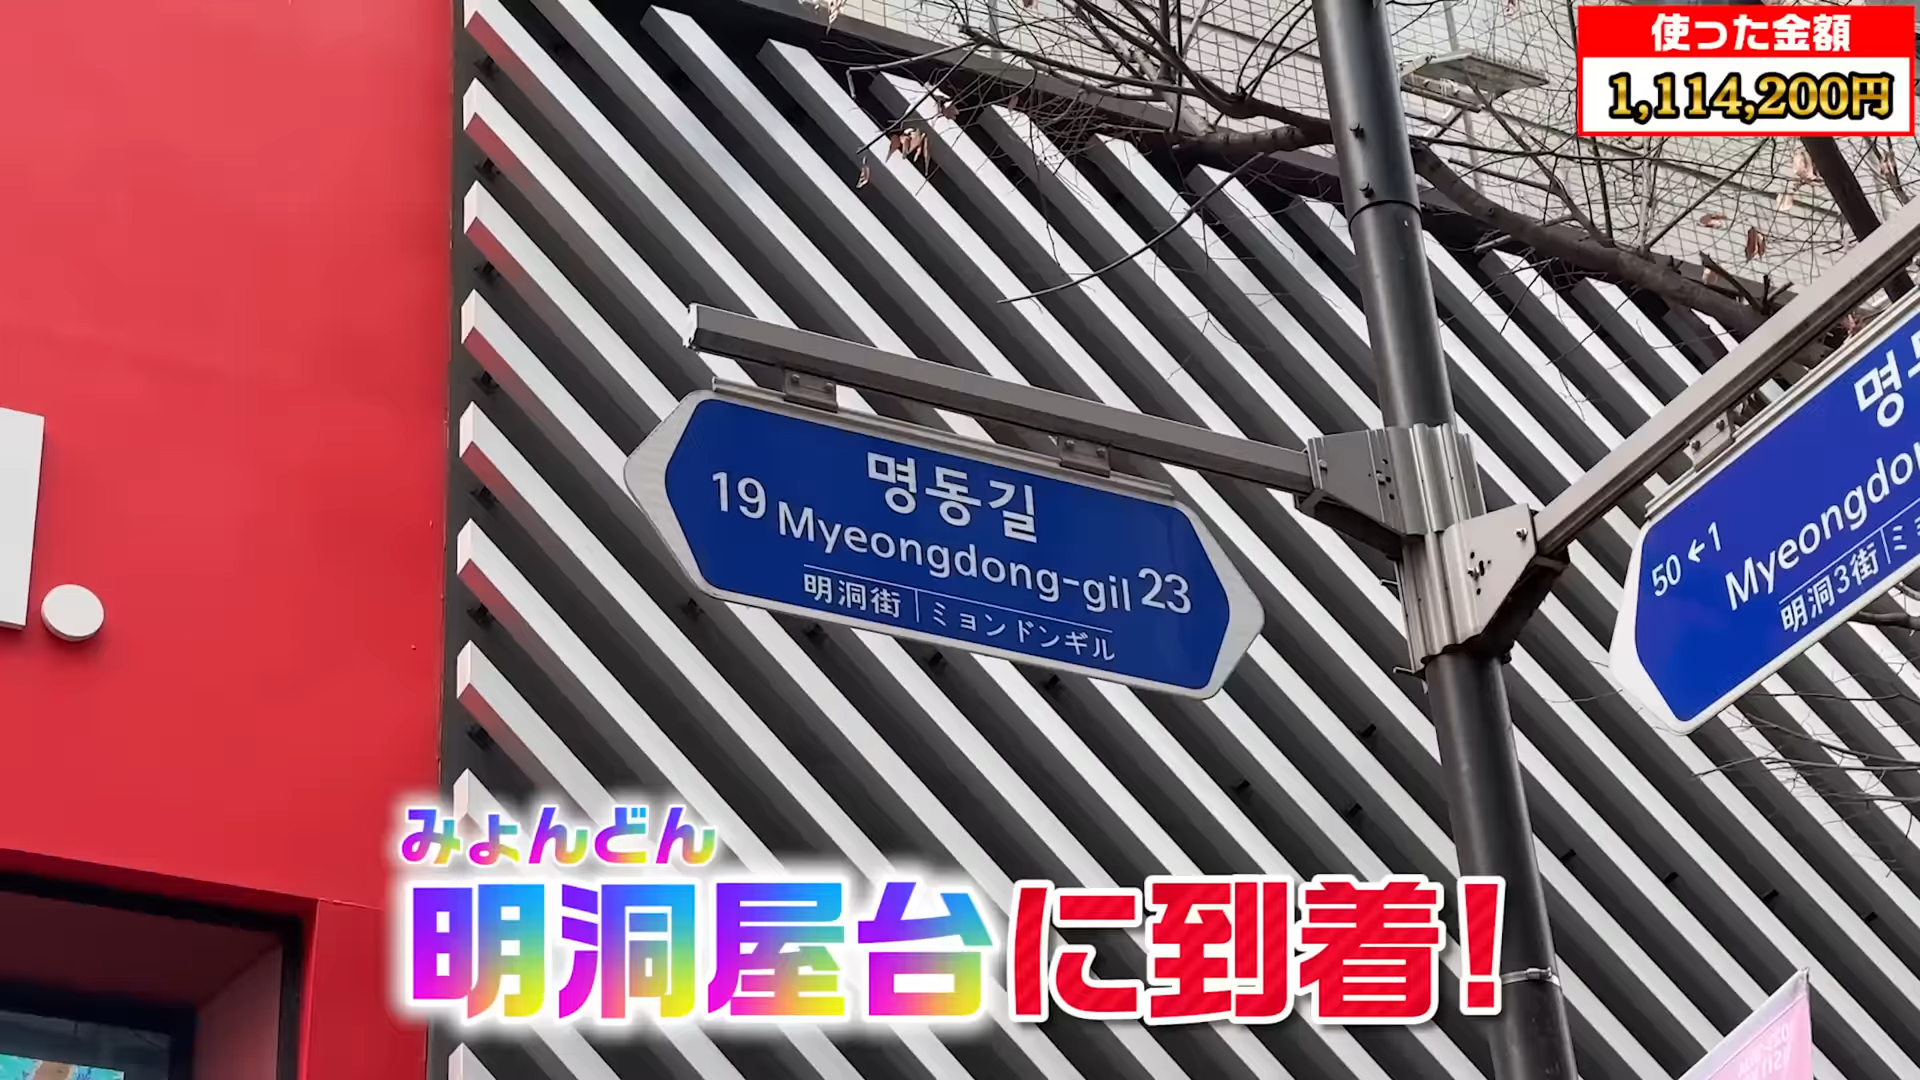 使った金額
1,114,200円
명동길
19 Myeongdong-gil 23
明洞街 | ミョンドンギル
명
50 ← 1
Myeongdon
明洞3街 | ミ
みょんどん
明洞屋台に到着!